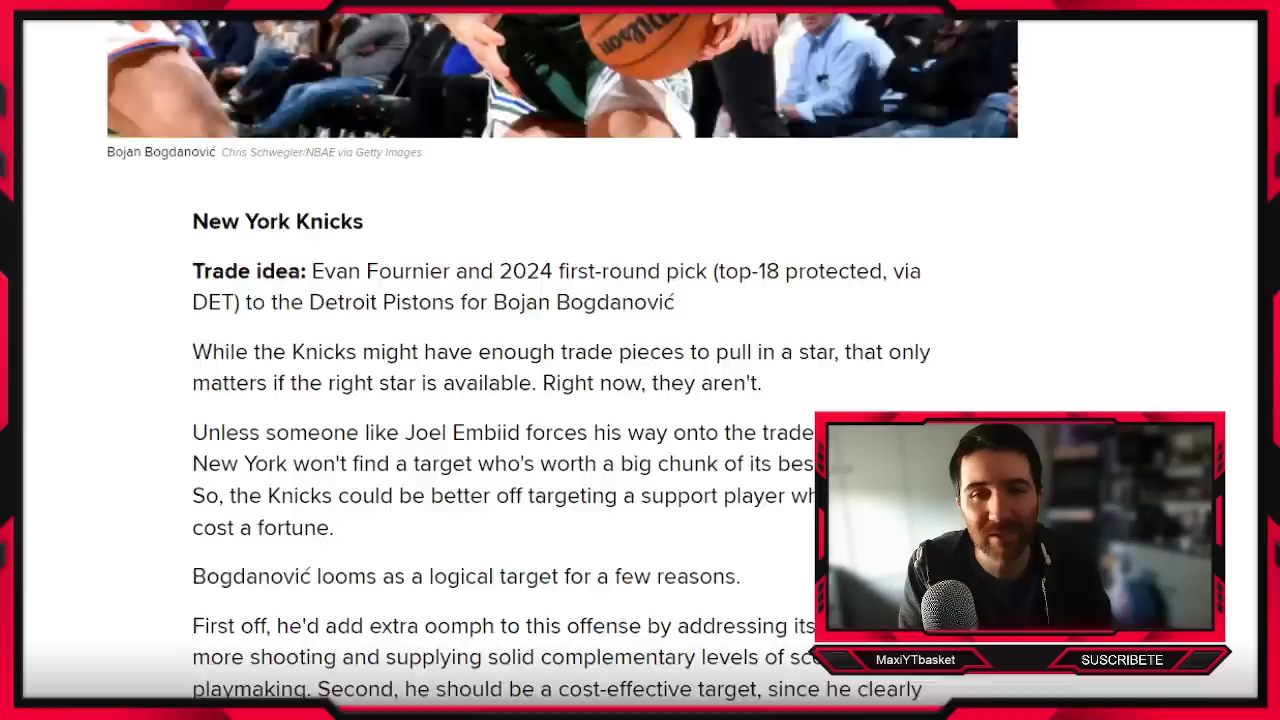 Wilson
Bojan Bogdanović Chris Schwegler/NBAE via Getty Images
New York Knicks
Trade idea: Evan Fournier and 2024 first-round pick (top-18 protected, via
DET) to the Detroit Pistons for Bojan Bogdanović
While the Knicks might have enough trade pieces to pull in a star, that only
matters if the right star is available. Right now, they aren't.
Unless someone like Joel Embiid forces his way onto the trade
New York won't find a target who's worth a big chunk of its bes
So, the Knicks could be better off targeting a support player wh
cost a fortune.
Bogdanović looms as a logical target for a few reasons.
First off, he'd add extra oomph to this offense by addressing its
more shooting and supplying solid complementary levels of sc
playmaking. Second, he should be a cost-effective target, since he clearly
MaxiYTbasket
SUSCRIBETE